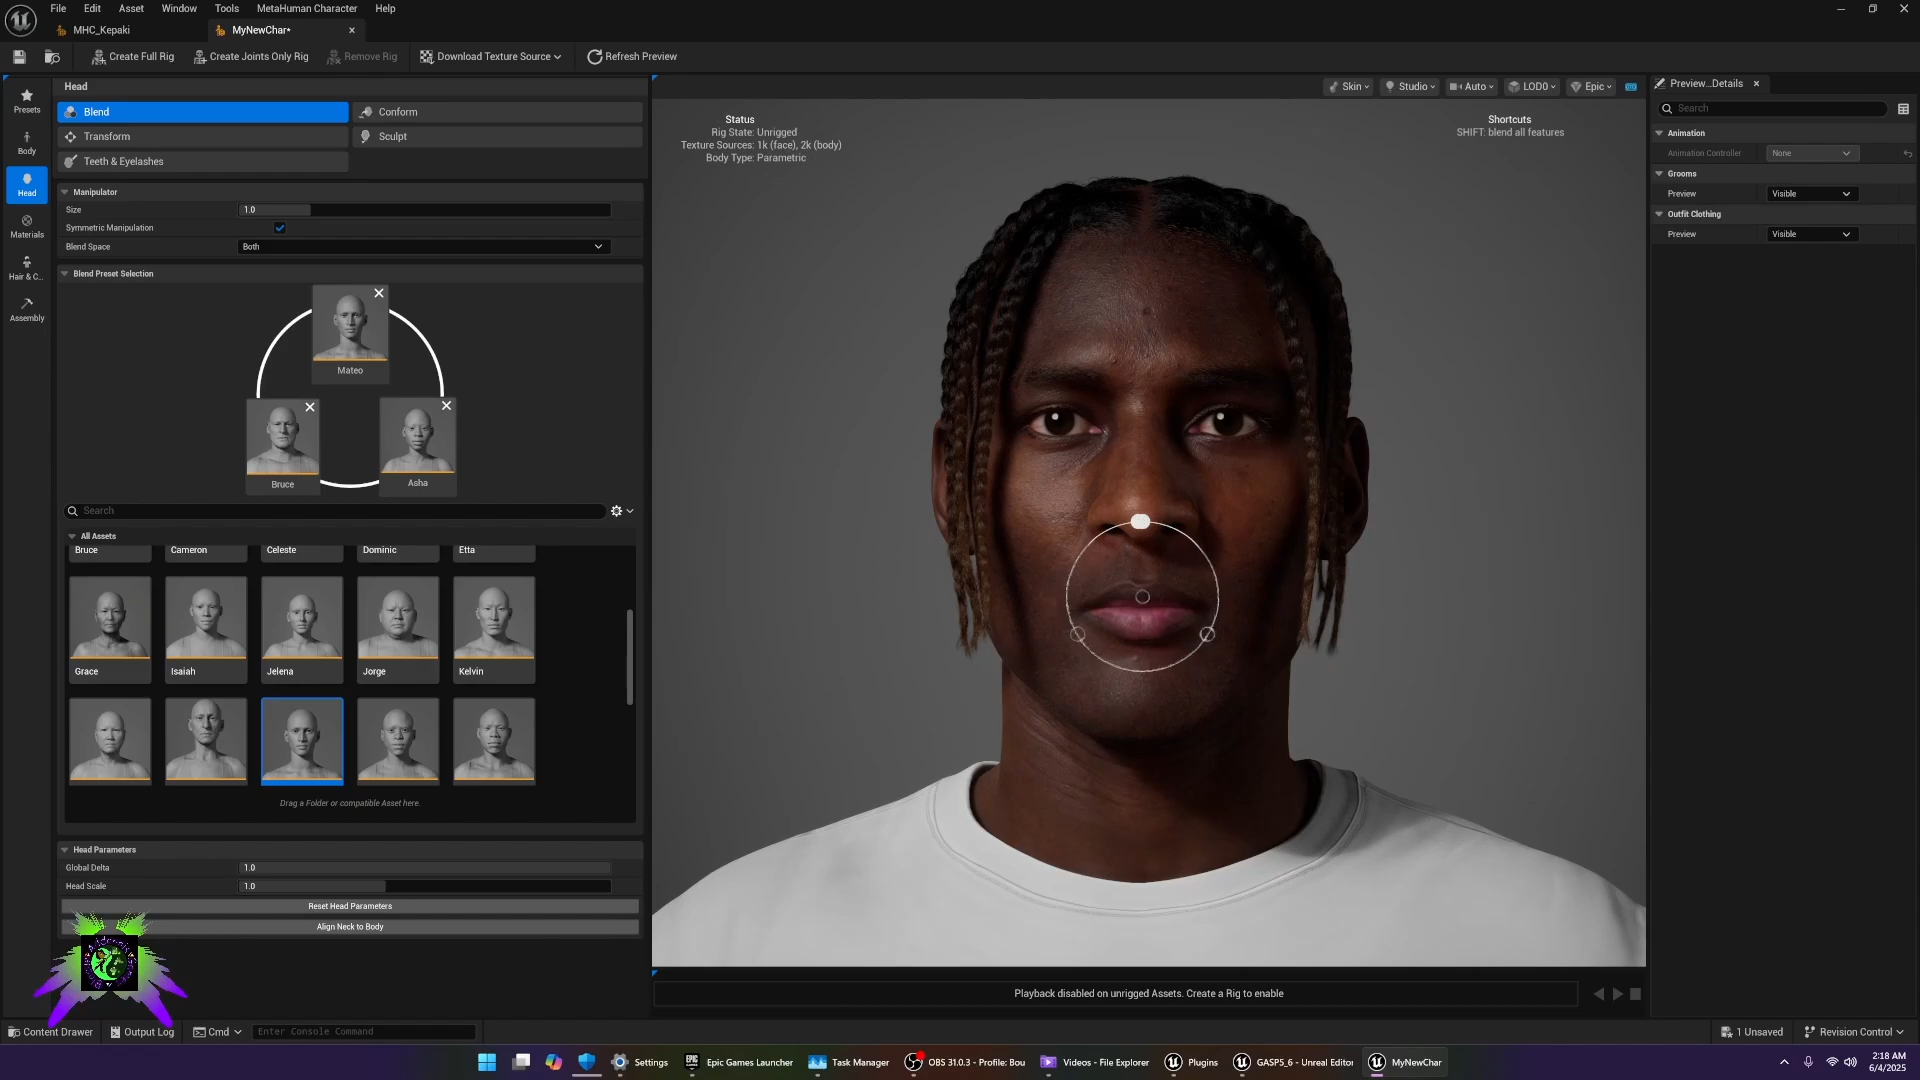 File Edit Asset Window Tools MetaHuman Character Help
MHC_Kepaki
MyNewChar*
Create Full Rig
Create Joints Only Rig
Remove Rig
Download Texture Source
Refresh Preview
Presets
Body
Head
Materials
Hair & C...
Assembly
Head
Blend
Conform
Transform
Sculpt
Teeth & Eyelashes
Manipulator
Size 1.0
Symmetric Manipulation
Blend Space Both
Blend Preset Selection
Mateo
Bruce
Asha
Search
All Assets
Bruce Cameron Celeste Dominic Etta
Grace Isaiah Jelena Jorge Kelvin
Drag a Folder or compatible Asset here.
Head Parameters
Global Delta 1.0
Head Scale 1.0
Reset Head Parameters
Align Neck to Body
Skin Studio Auto LOD0 Epic
Status
Rig State: Unrigged
Texture Sources: 1k (face), 2k (body)
Body Type: Parametric
Shortcuts
SHIFT: blend all features
Playback disabled on unrigged Assets. Create a Rig to enable
Preview...Details
Search
Animation
Animation Controller None
Grooms
Preview Visible
Outfit Clothing
Preview Visible
Content Drawer
Output Log
Cmd
Enter Console Command
1 Unsaved
Revision Control
Settings
Epic Games Launcher
Task Manager
OBS 31.0.3 - Profile: Bou
Videos - File Explorer
Plugins
GASP5_6 - Unreal Editor
MyNewChar
2:18 AM
6/4/2025